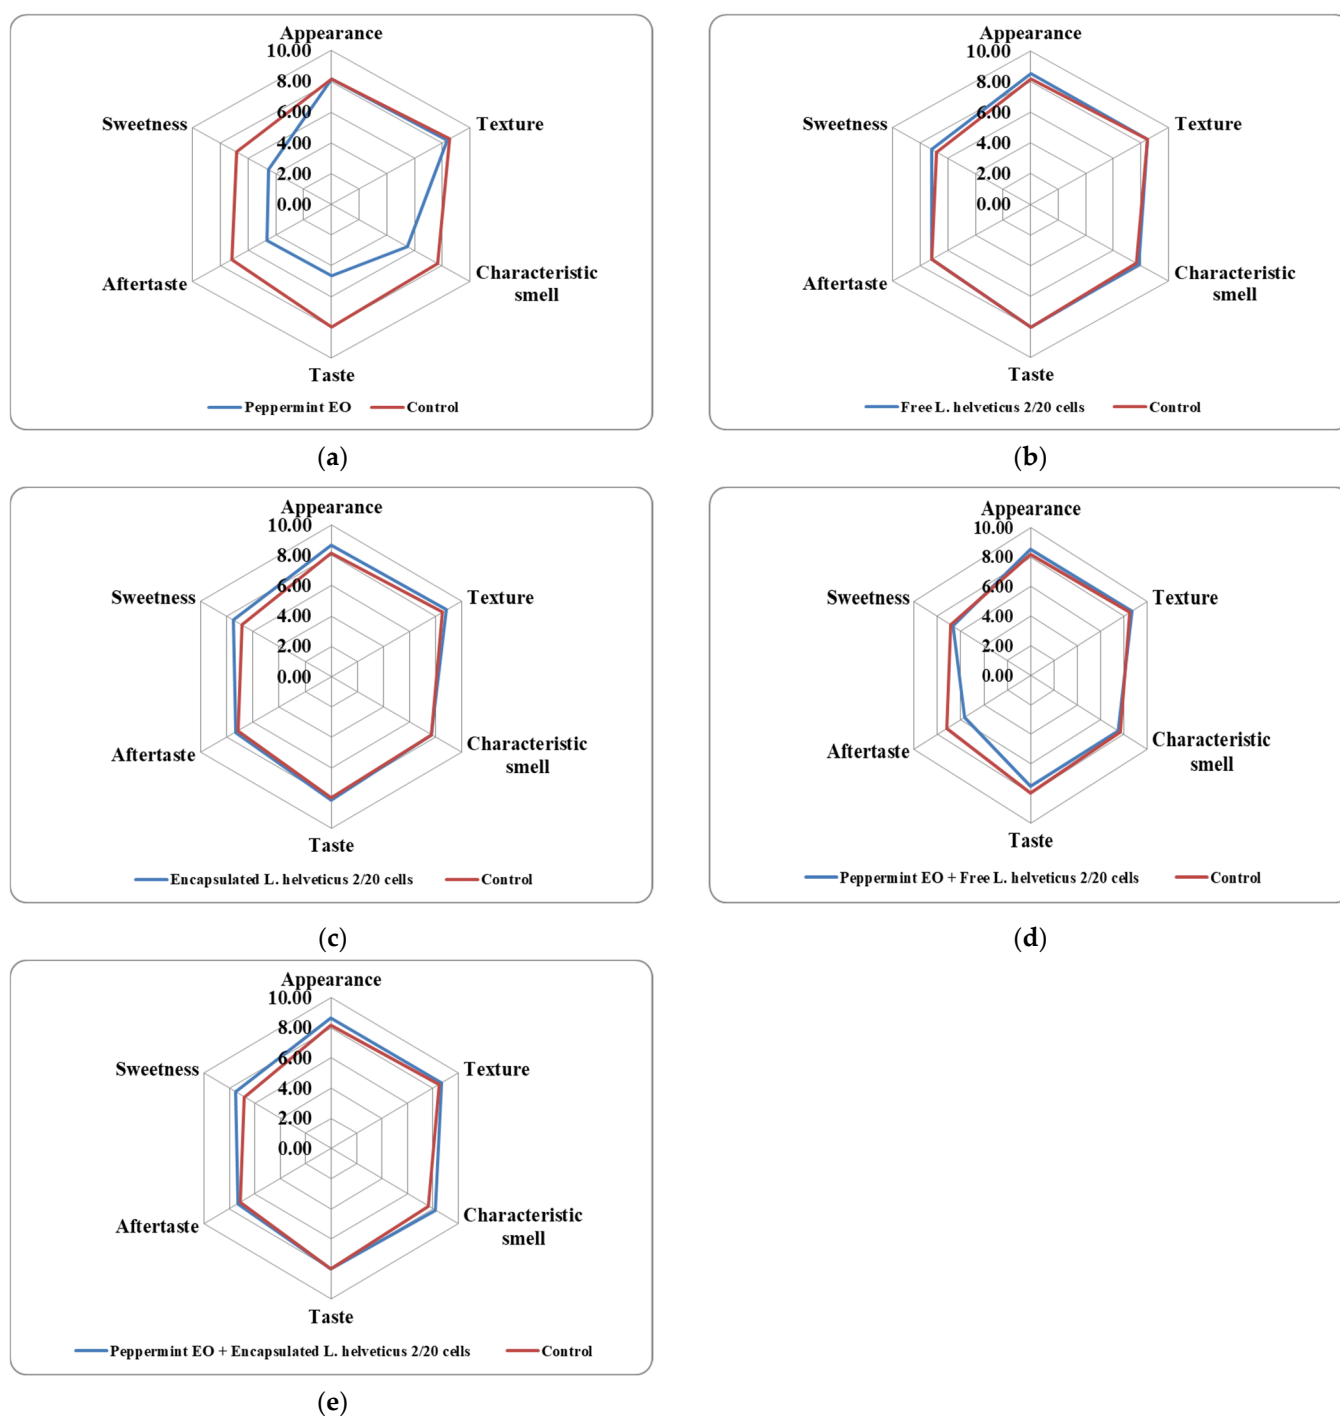 Appearance
10.00
8.00
6.00
4.00
2.00
0.00
Texture
Characteristic
smell
Taste
Aftertaste
Sweetness
Peppermint EO
Control
(a)
Appearance
10.00
8.00
6.00
4.00
2.00
0.00
Texture
Characteristic
smell
Taste
Aftertaste
Sweetness
Free L. helveticus 2/20 cells
Control
(b)
Appearance
10.00
8.00
6.00
4.00
2.00
0.00
Texture
Characteristic
smell
Taste
Aftertaste
Sweetness
Encapsulated L. helveticus 2/20 cells
Control
(c)
Appearance
10.00
8.00
6.00
4.00
2.00
0.00
Texture
Characteristic
smell
Taste
Aftertaste
Sweetness
Peppermint EO + Free L. helveticus 2/20 cells
Control
(d)
Appearance
10.00
8.00
6.00
4.00
2.00
0.00
Texture
Characteristic
smell
Taste
Aftertaste
Sweetness
Peppermint EO + Encapsulated L. helveticus 2/20 cells
Control
(e)